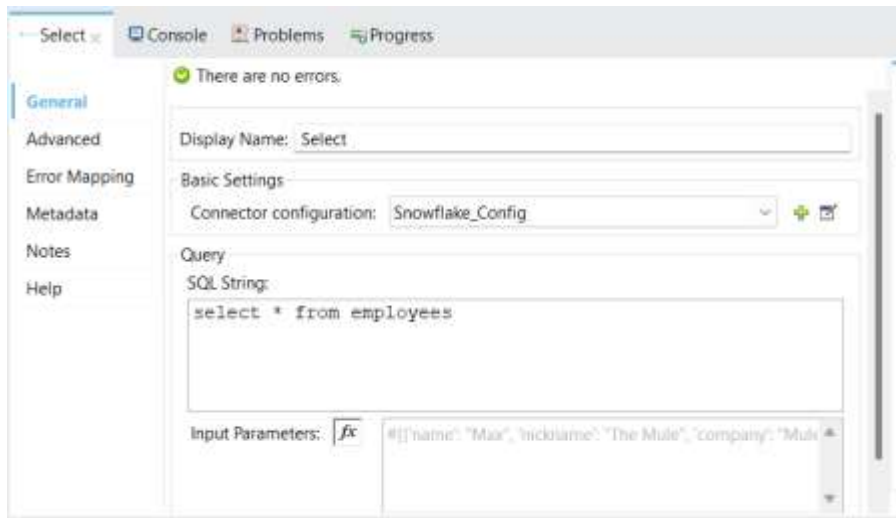 Select
Console
Problems
Progress
There are no errors.
General
Advanced
Error Mapping
Metadata
Notes
Help
Display Name: Select
Basic Settings
Connector configuration: Snowflake_Config
Query
SQL String:
select * from employees
Input Parameters: fx
#[{'name': "Max", 'nickname': "The Mule", 'company': "Mule